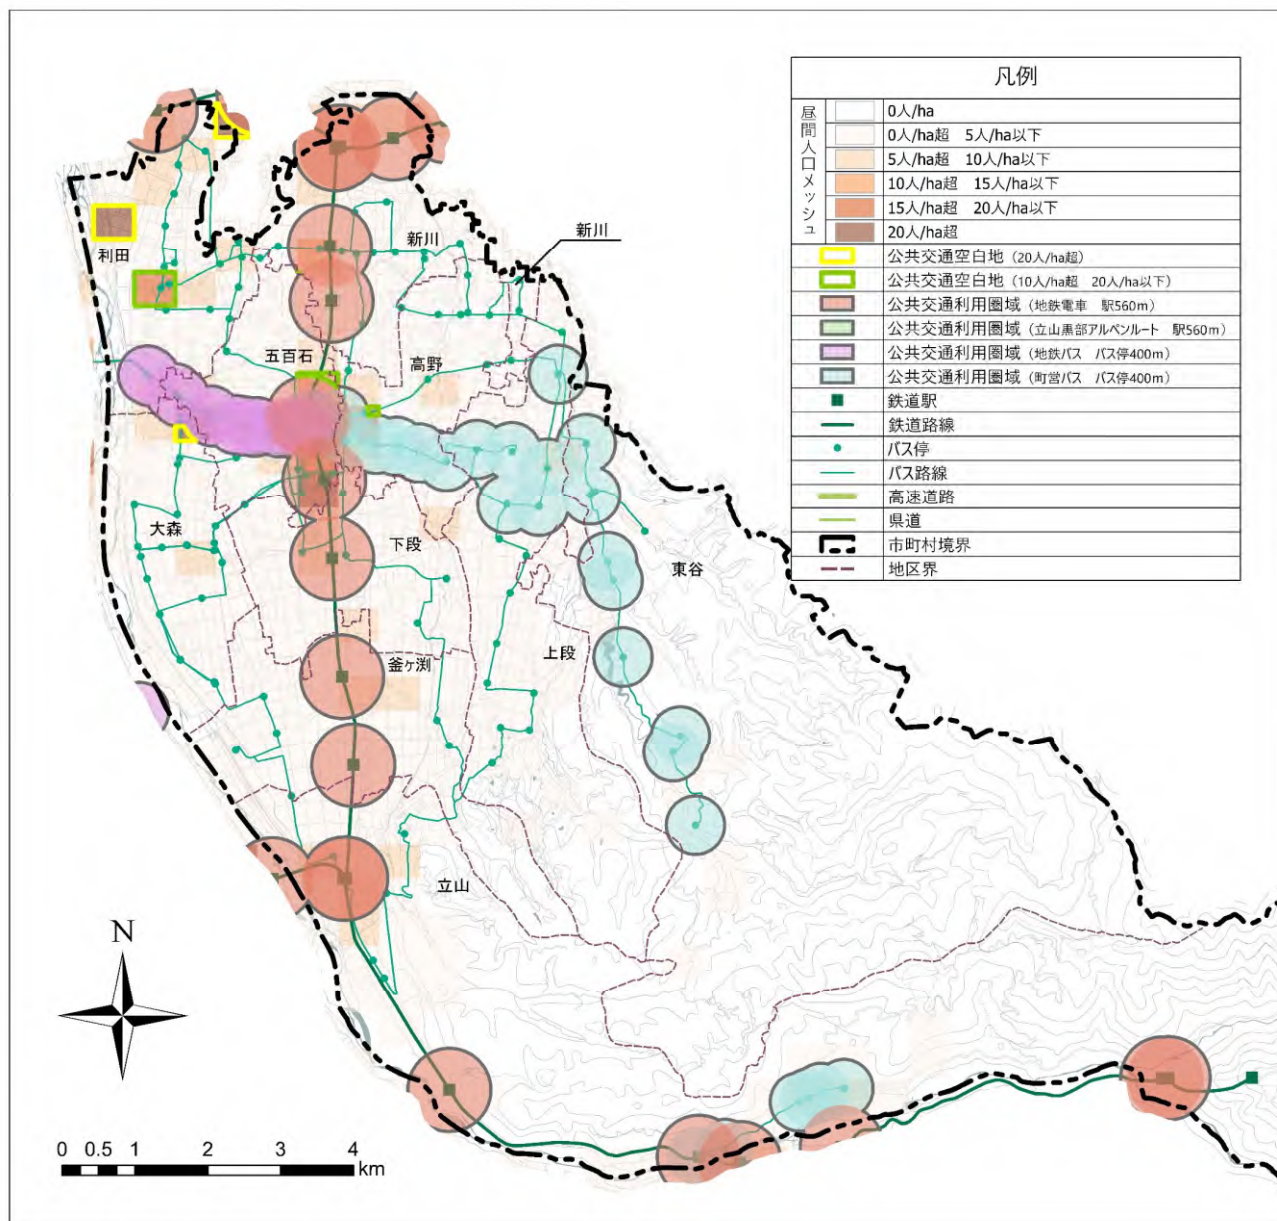 凡例
昼間人口メッシュ
0人/ha
0人/ha超 5人/ha以下
5人/ha超 10人/ha以下
10人/ha超 15人/ha以下
15人/ha超 20人/ha以下
20人/ha超
公共交通空白地（20人/ha超）
公共交通空白地（10人/ha超 20人/ha以下）
公共交通利用圏域（地鉄電車 駅560m）
公共交通利用圏域（立山黒部アルペンルート 駅560m）
公共交通利用圏域（地鉄バス バス停400m）
公共交通利用圏域（町営バス バス停400m）
鉄道駅
鉄道路線
バス停
バス路線
高速道路
県道
市町村境界
地区界
利田
新川
新川
五百石
高野
大森
下段
東谷
上段
釜ヶ渕
立山
N
0 0.5 1 2 3 4
km